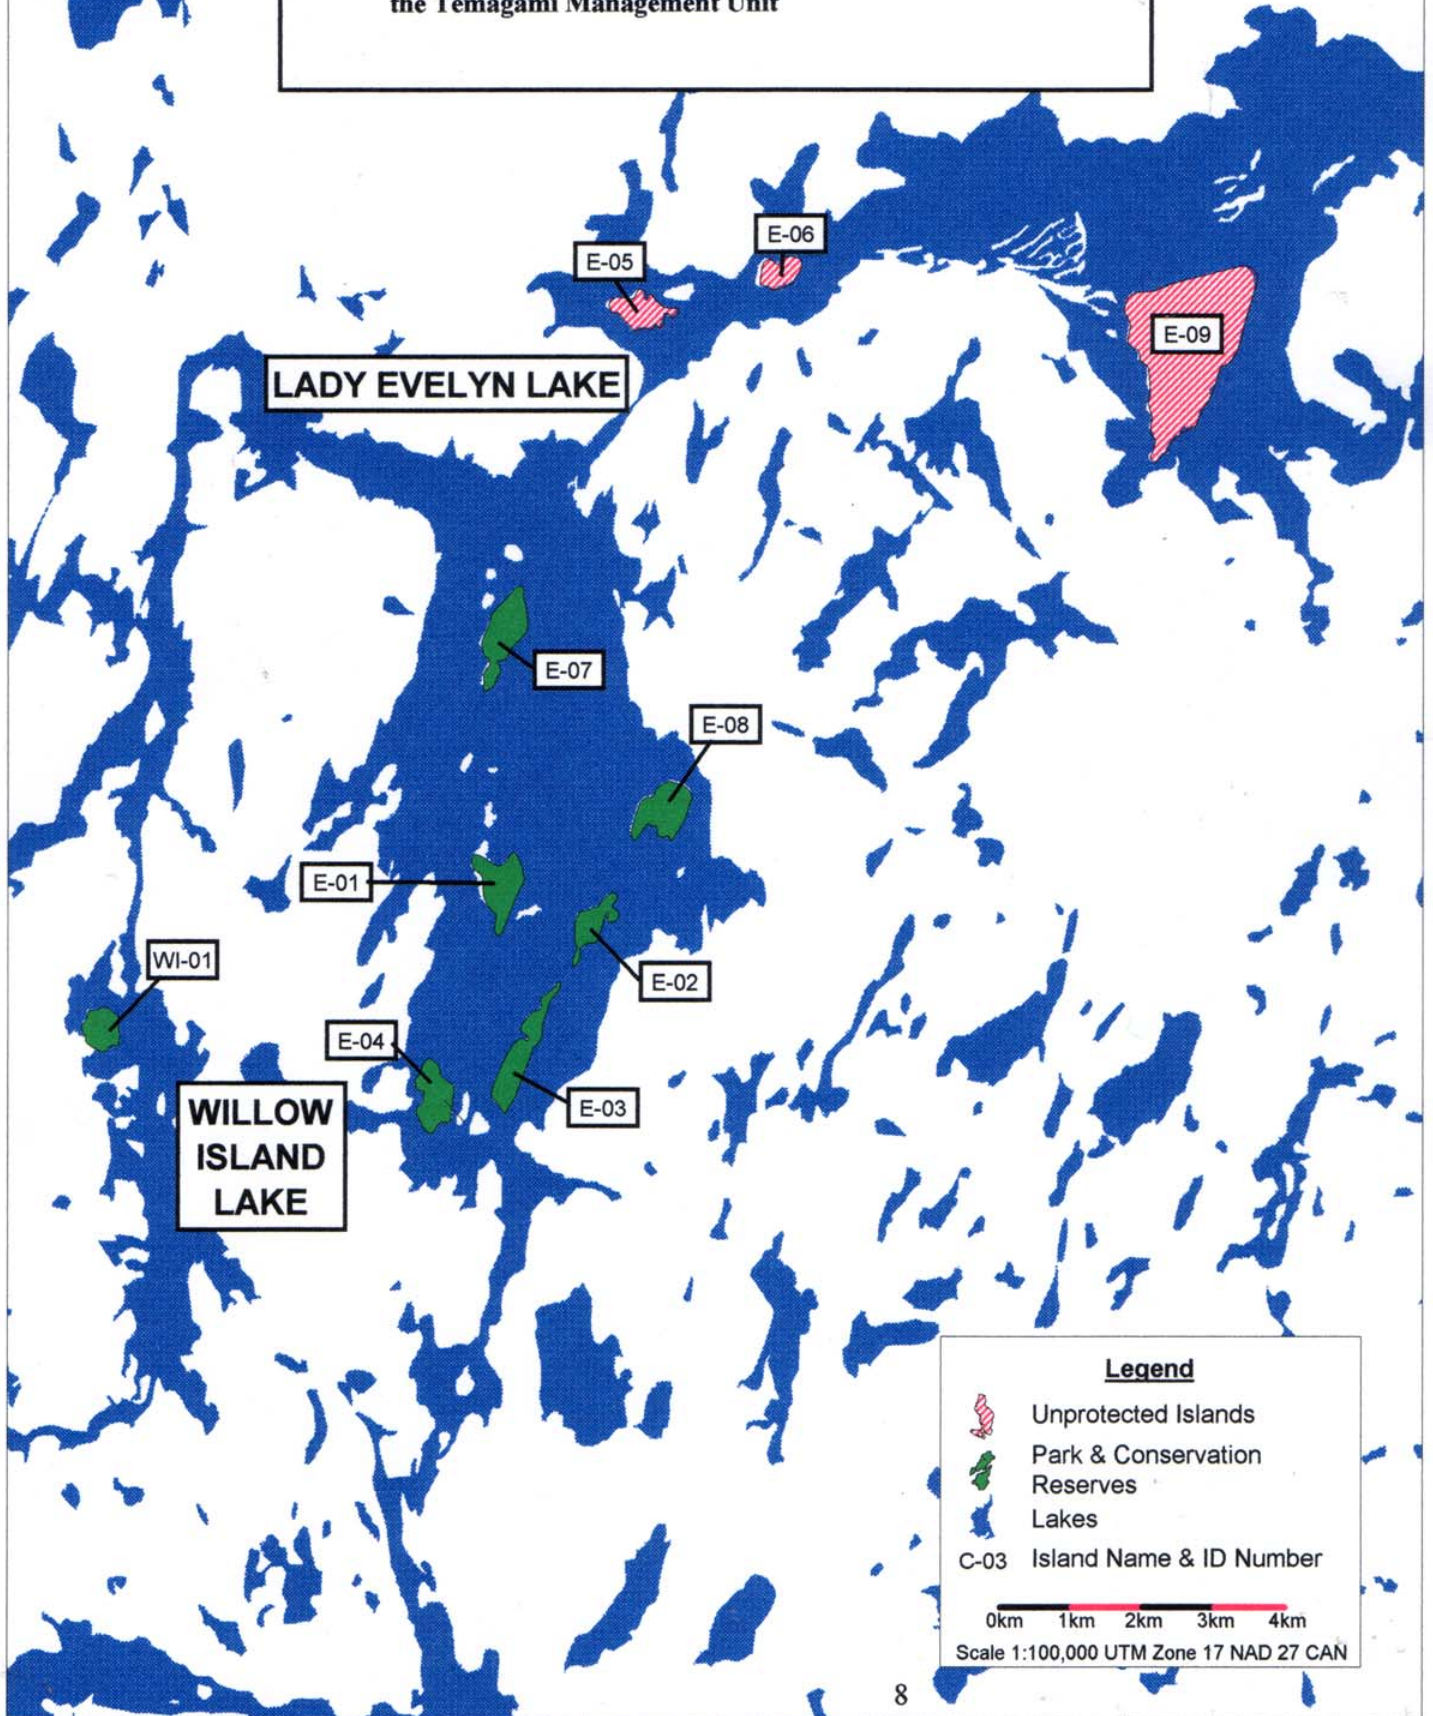 the Temagami Management Unit
E-06
E-05
E-09
LADY EVELYN LAKE
E-07
E-08
E-01
WI-01
E-02
E-04
E-03
WILLOW
ISLAND
LAKE
Legend
Unprotected Islands
Park & Conservation
Reserves
Lakes
C-03 Island Name & ID Number
0km 1km 2km 3km 4km
Scale 1:100,000 UTM Zone 17 NAD 27 CAN
8